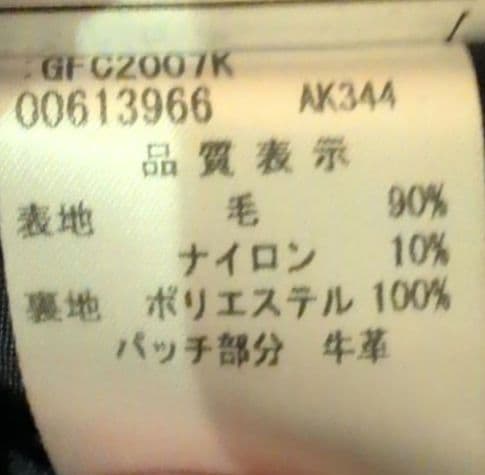 :GFC2007K
00613966 AK344
品質表示
表地 毛 90%
ナイロン 10%
裏地 ポリエステル 100%
パッチ部分 牛革